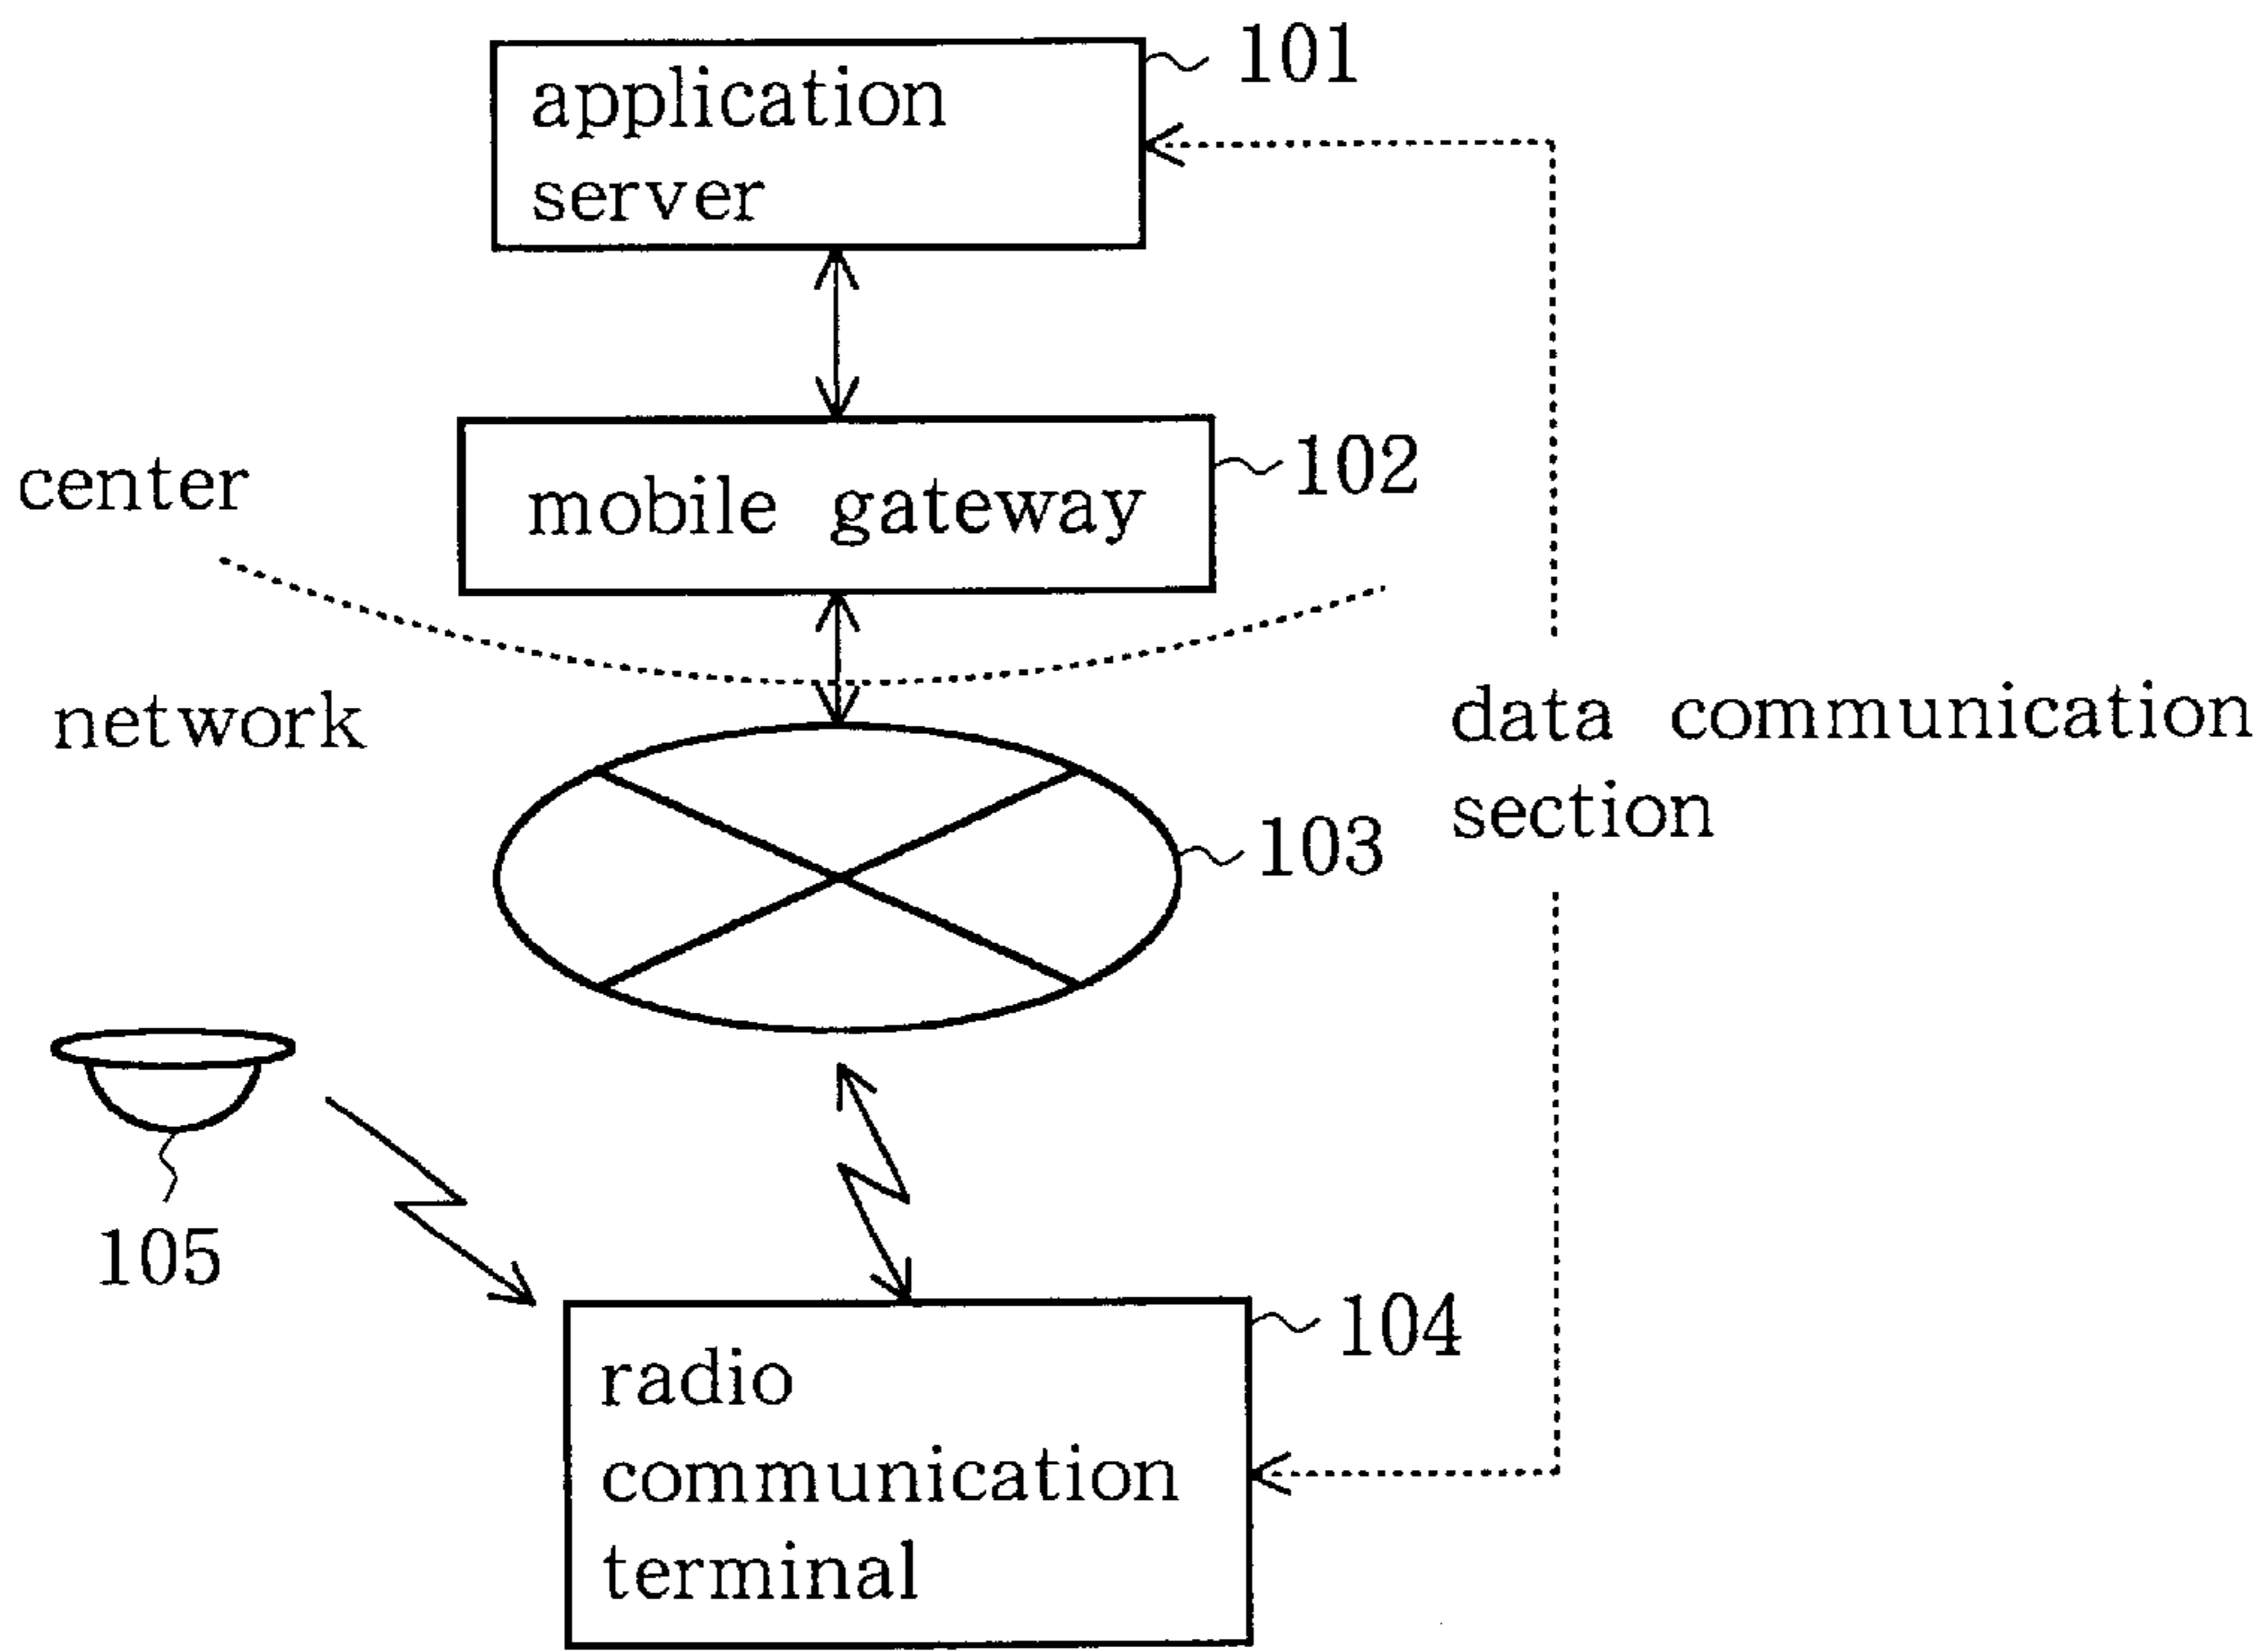 101
application
server
102
center
mobile gateway
network
data communication
section
103
105
104
radio
communication
terminal